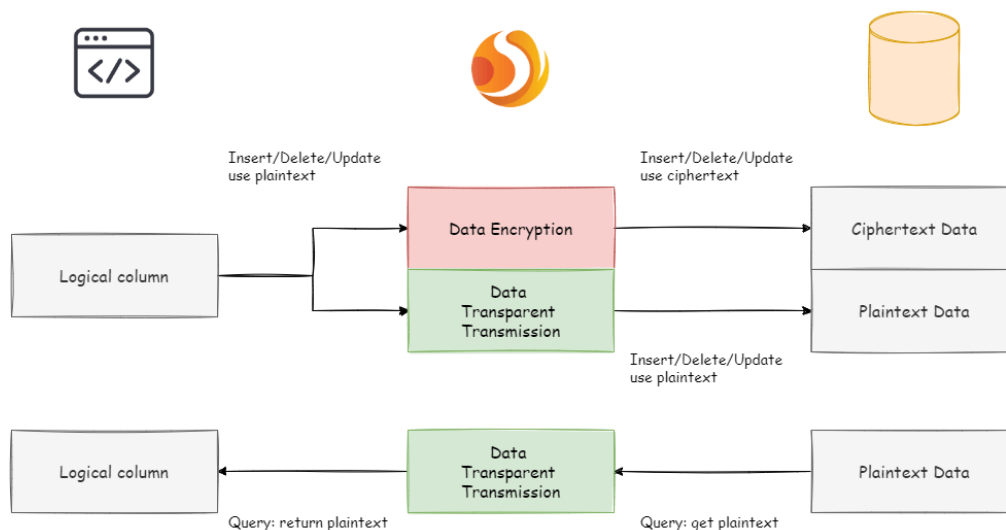 </>
Insert/Delete/Update
use plaintext
Insert/Delete/Update
use ciphertext
Logical column
Data Encryption
Ciphertext Data
Data
Transparent
Transmission
Plaintext Data
Insert/Delete/Update
use plaintext
Logical column
Data
Transparent
Transmission
Plaintext Data
Query: return plaintext
Query: get plaintext